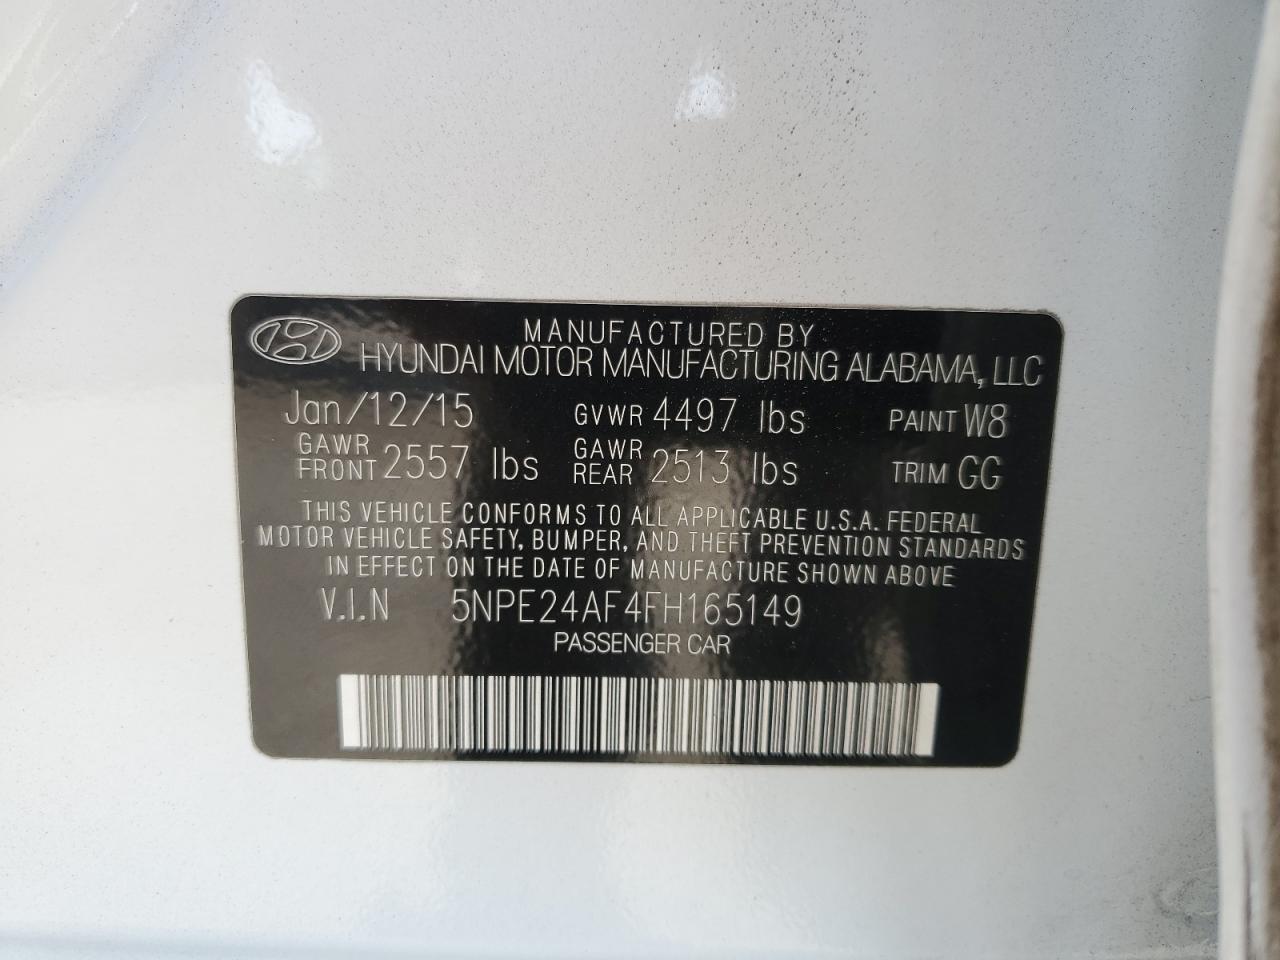 MANUFACTURED BY
HYUNDAI MOTOR MANUFACTURING ALABAMA, LLC
Jan/12/15 GVWR 4497 lbs PAINT W8
GAWR FRONT 2557 lbs GAWR REAR 2513 lbs TRIM GG
THIS VEHICLE CONFORMS TO ALL APPLICABLE U.S.A. FEDERAL
MOTOR VEHICLE SAFETY, BUMPER, AND THEFT PREVENTION STANDARDS
IN EFFECT ON THE DATE OF MANUFACTURE SHOWN ABOVE
V.I.N 5NPE24AF4FH165149
PASSENGER CAR